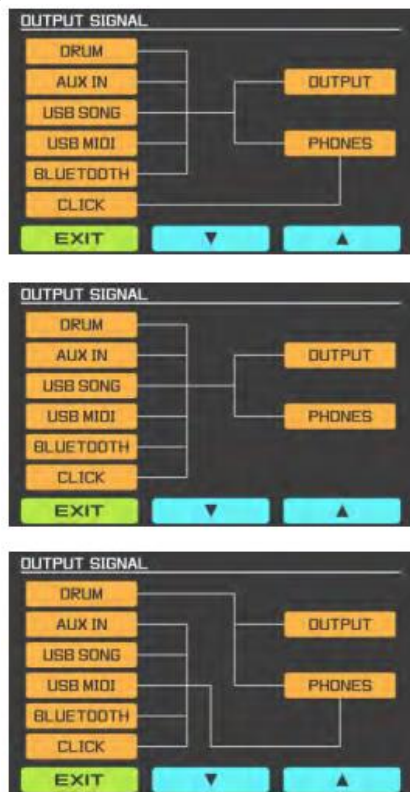 OUTPUT SIGNAL
DRUM
AUX IN
OUTPUT
USB SONG
USB MIDI
PHONES
BLUETOOTH
CLICK
EXIT ▼ ▲
OUTPUT SIGNAL
DRUM
AUX IN
OUTPUT
USB SONG
USB MIDI
PHONES
BLUETOOTH
CLICK
EXIT ▼ ▲
OUTPUT SIGNAL
DRUM
AUX IN
OUTPUT
USB SONG
USB MIDI
PHONES
BLUETOOTH
CLICK
EXIT ▼ ▲